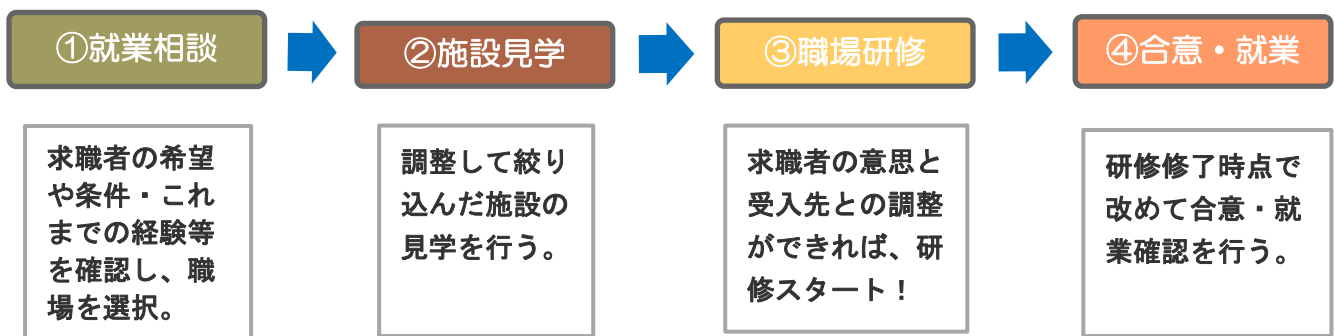 ①就業相談
②施設見学
③職場研修
④合意・就業
求職者の希望
や条件・これ
までの経験等
を確認し、職
場を選択。
調整して絞り
込んだ施設の
見学を行う。
求職者の意思と
受入先との調整
ができれば、研
修スタート！
研修修了時点で
改めて合意・就
業確認を行う。